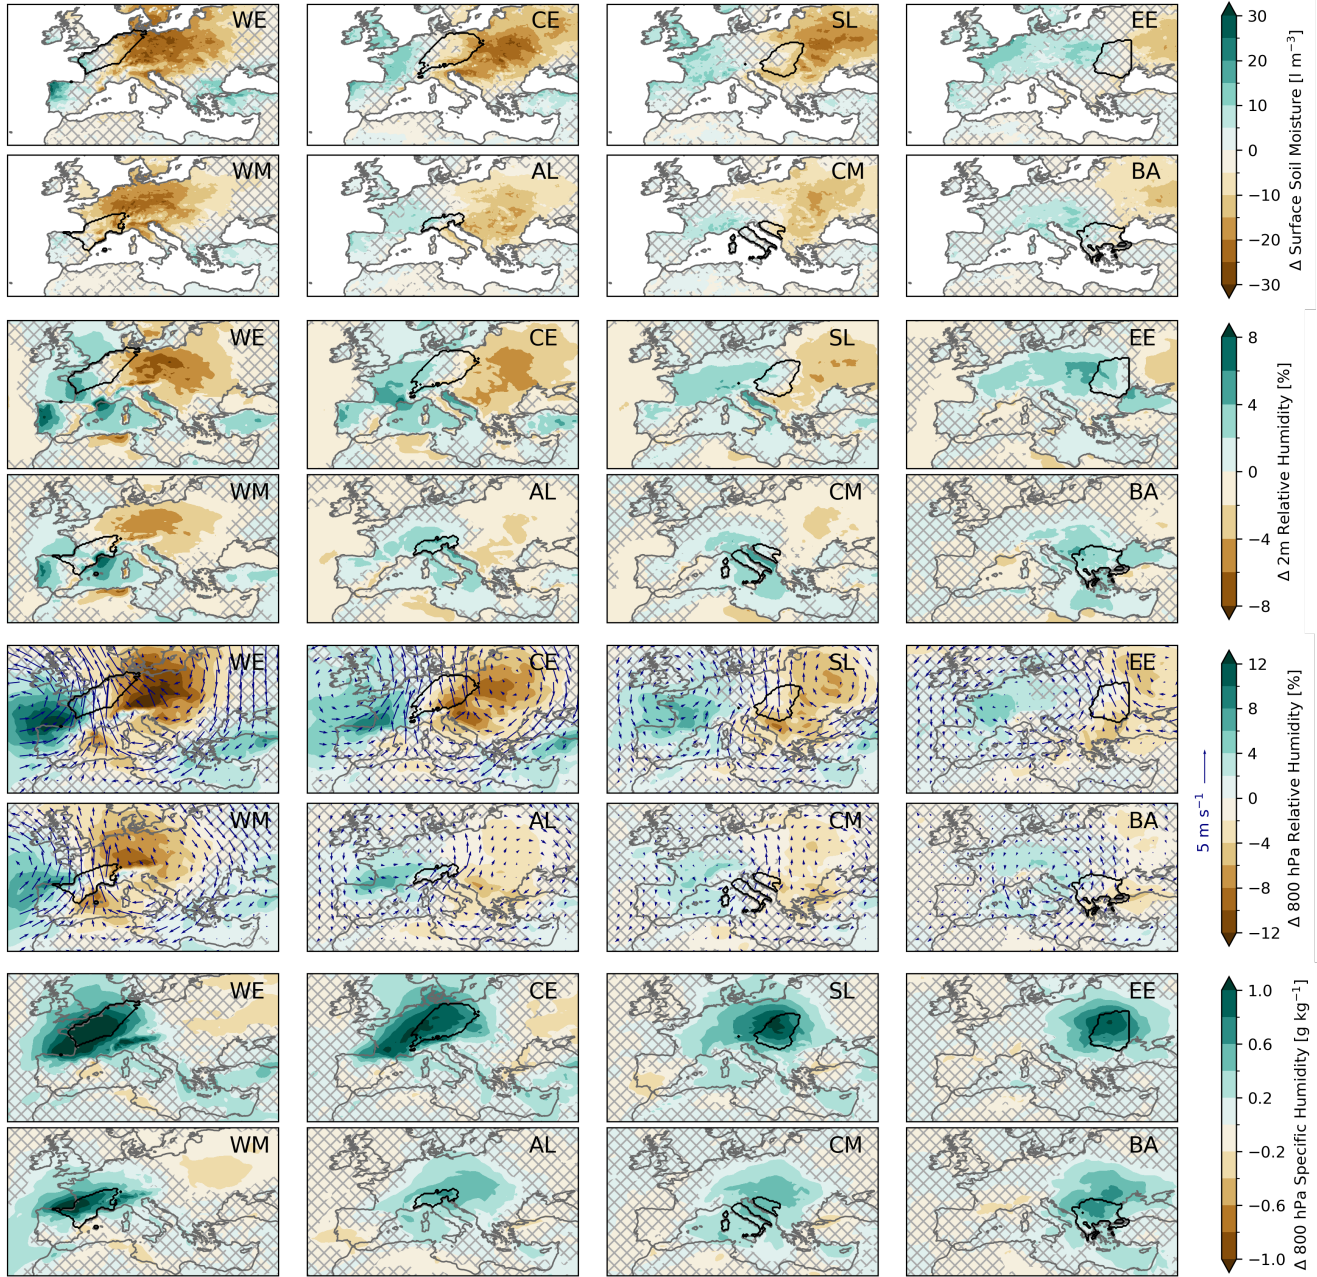 WE CE SL EE
WM AL CM BA
30
20
10
0
−10
−20
−30
Δ Surface Soil Moisture [l m⁻³]
WE CE SL EE
WM AL CM BA
8
4
0
−4
−8
Δ 2m Relative Humidity [%]
WE CE SL EE
WM AL CM BA
5 m s⁻¹
12
8
4
0
−4
−8
−12
Δ 800 hPa Relative Humidity [%]
WE CE SL EE
WM AL CM BA
1.0
0.6
0.2
−0.2
−0.6
−1.0
Δ 800 hPa Specific Humidity [g kg⁻¹]